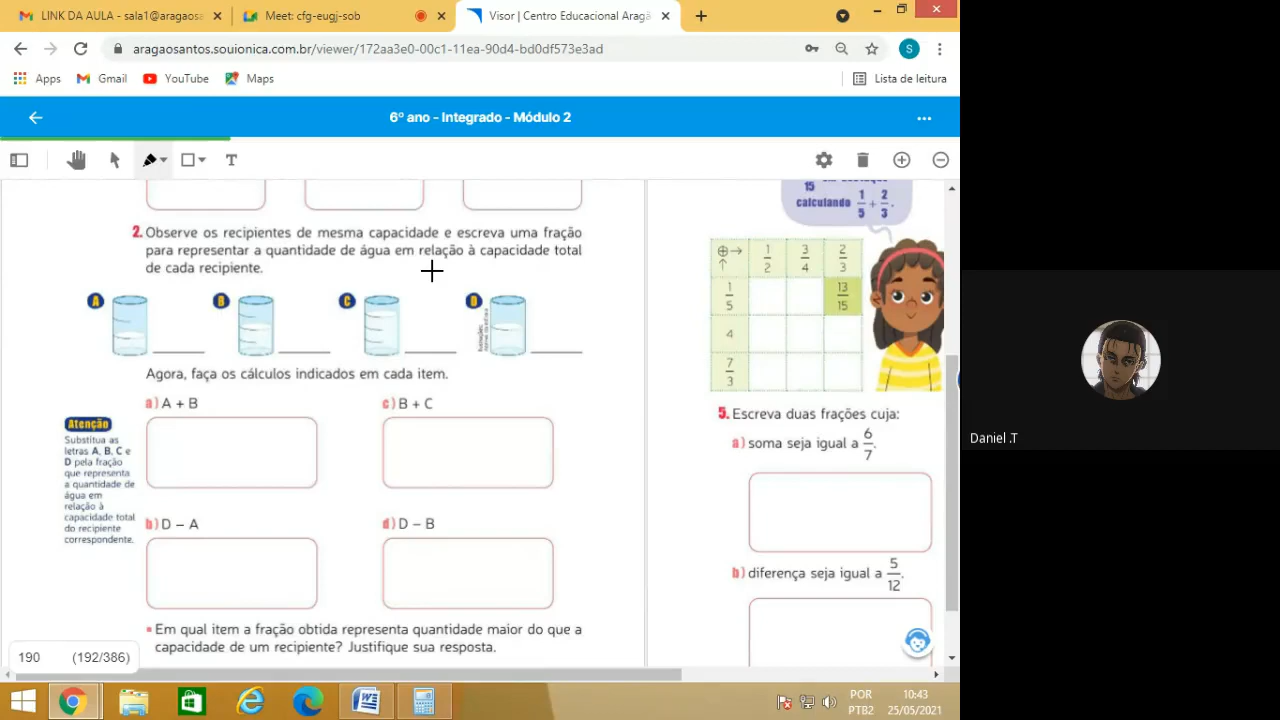 LINK DA AULA - sala1@aragaosa
Meet: cfg-eugj-sob
Visor | Centro Educacional Aragã
aragaosantos.souionica.com.br/viewer/172aa3e0-00c1-11ea-90d4-bd0df573e3ad
S
Apps
Gmail
YouTube
Maps
Lista de leitura
6º ano - Integrado - Módulo 2
T
2. Observe os recipientes de mesma capacidade e escreva uma fração
para representar a quantidade de água em relação à capacidade total
de cada recipiente.
A
B
C
D
Agora, faça os cálculos indicados em cada item.
a) A + B
c) B + C
Atenção
Substitua as
letras A, B, C e
D pela fração
que representa
a quantidade de
água em
relação à
capacidade total
do recipiente
correspondente.
b) D – A
d) D – B
Em qual item a fração obtida representa quantidade maior do que a
capacidade de um recipiente? Justifique sua resposta.
190 (192/386)
15
calculando 1/5 + 2/3.
⊕→ 1/2 3/4 2/3
↑
1/5 13/15
4
7/3
5. Escreva duas frações cuja:
a) soma seja igual a 6/7.
b) diferença seja igual a 5/12.
Daniel .T
POR
PTB2
10:43
25/05/2021